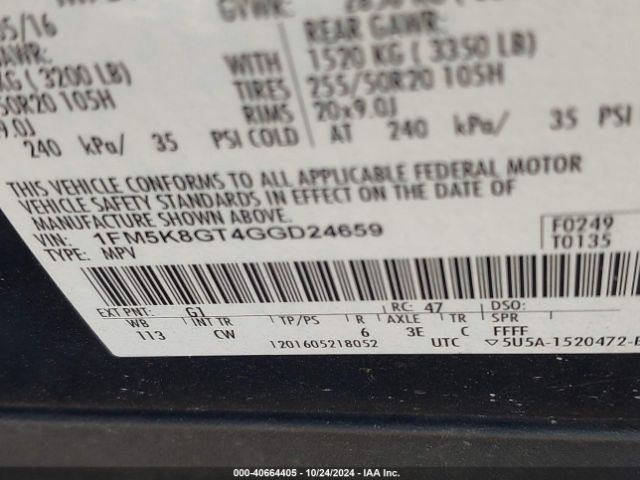 05/16
REAR GAWR:
GAWR:
WITH 1520 KG ( 3350 LB)
KG ( 3200 LB)
TIRES 255/50R20 105H
50R20 105H
RIMS 20x9.0J
9.0J
240 kPa/ 35 PSI COLD AT 240 kPa/ 35 PSI
THIS VEHICLE CONFORMS TO ALL APPLICABLE FEDERAL MOTOR
VEHICLE SAFETY STANDARDS IN EFFECT ON THE DATE OF
MANUFACTURE SHOWN ABOVE.
VIN: 1FM5K8GT4GGD24659
TYPE: MPV
F0249
T0135
EXT PNT: G1 RC: 47 DSO:
WB INT TR TP/PS R AXLE TR SPR
113 CW 6 3E C FFFF
1201605218052 UTC ▽5U5A-1520472-
000-40664405 • 10/24/2024 • IAA Inc.